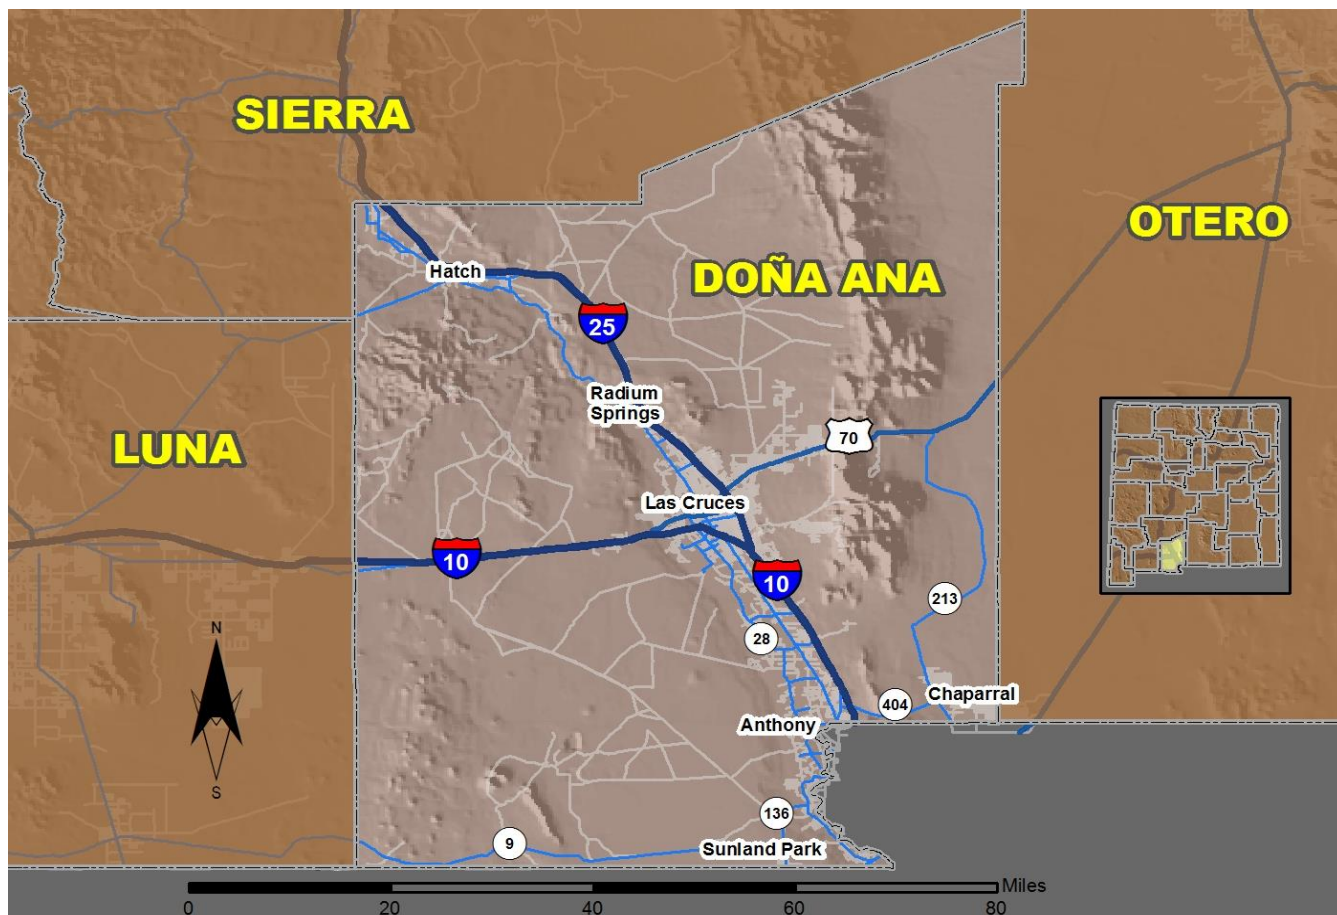 SIERRA
OTERO
DOÑA ANA
Hatch
25
Radium
Springs
LUNA
70
Las Cruces
10
10
213
N
28
Chaparral
404
Anthony
136
9
Sunland Park
S
Miles
0 20 40 60 80